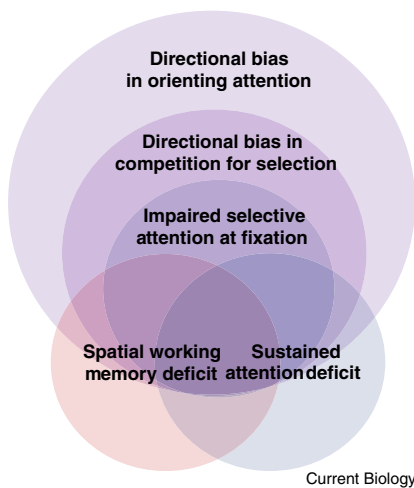 Directional bias
in orienting attention
Directional bias in
competition for selection
Impaired selective
attention at fixation
Spatial working
memory deficit
Sustained
attention deficit
Current Biology